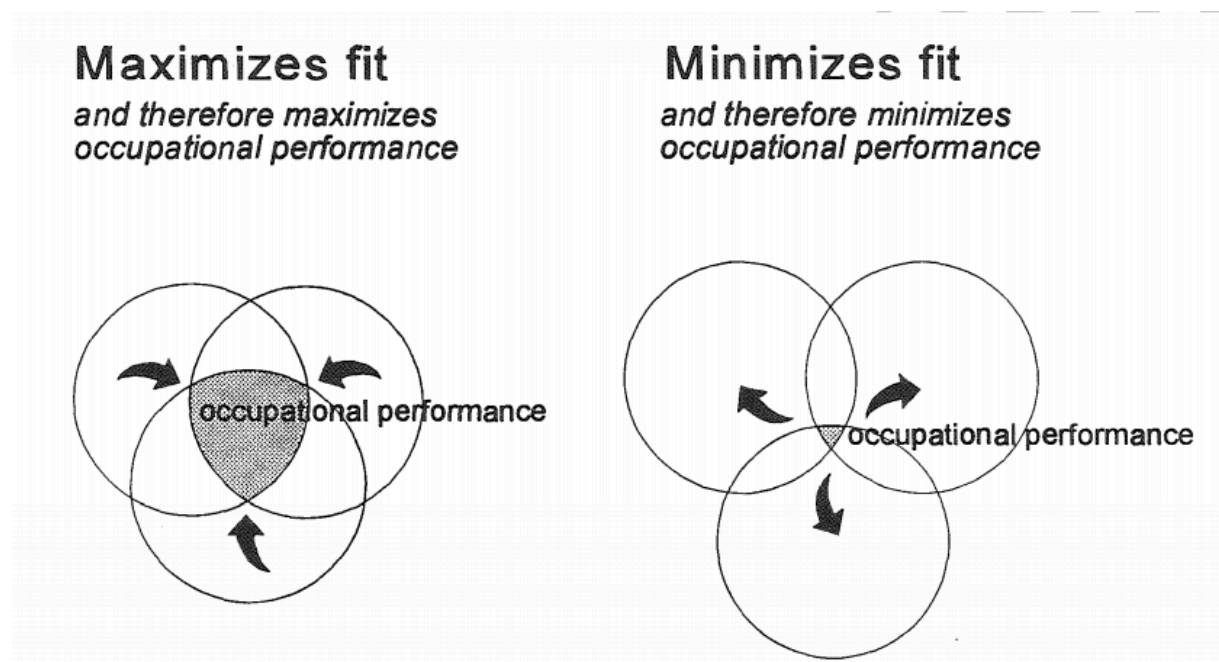 Maximizes fit
and therefore maximizes
occupational performance
occupational performance
Minimizes fit
and therefore minimizes
occupational performance
occupational performance